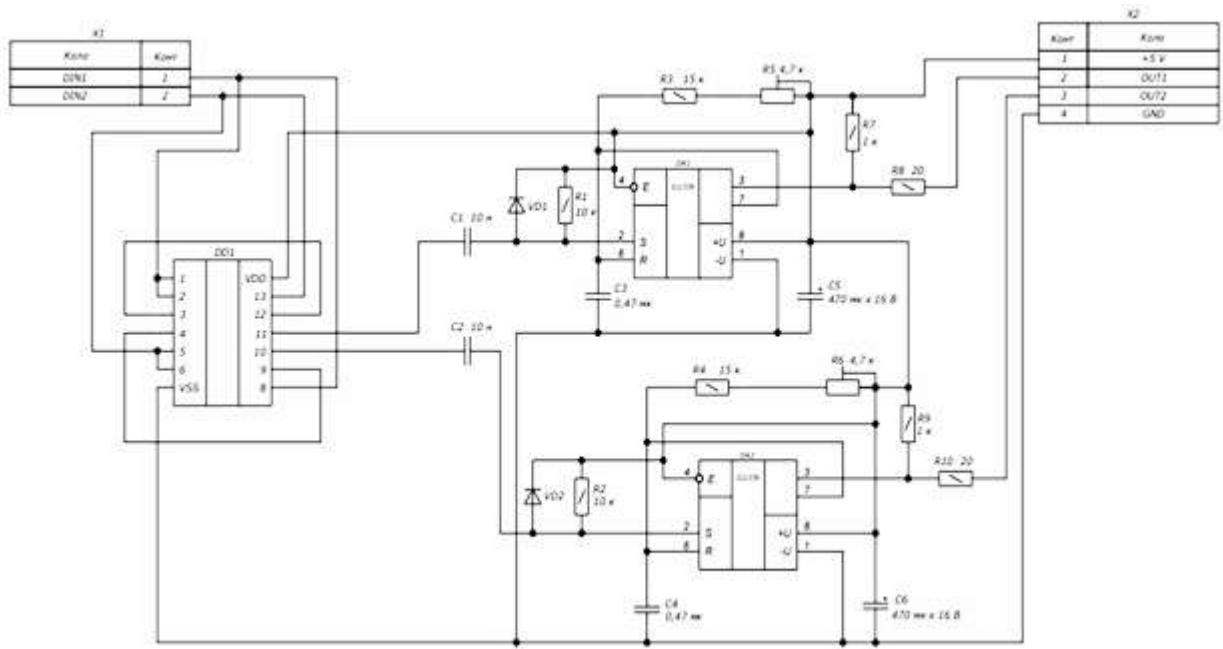 X1
X2
Конт
DIN1 1
DIN2 2
Конт
1 +5 V
2 OUT1
3 OUT2
4 GND
R3 15 к
R5 4,7 к
R7
1 к
R8 20
4 E
3
7
VD1
R1
10 к
C1 10 н
2 S
6 R
+U 8
-U 1
DD1
1 VDD
2 13
3 12
4 11
5 10
6 9
VSS 8
C3
0,47 мк
C5
470 мк x 16 В
C2 10 н
R4 15 к
R6 4,7 к
R9
1 к
R10 20
4 E
3
7
VD2
R2
10 к
2 S
6 R
+U 8
-U 1
C4
0,47 мк
C6
470 мк x 16 В